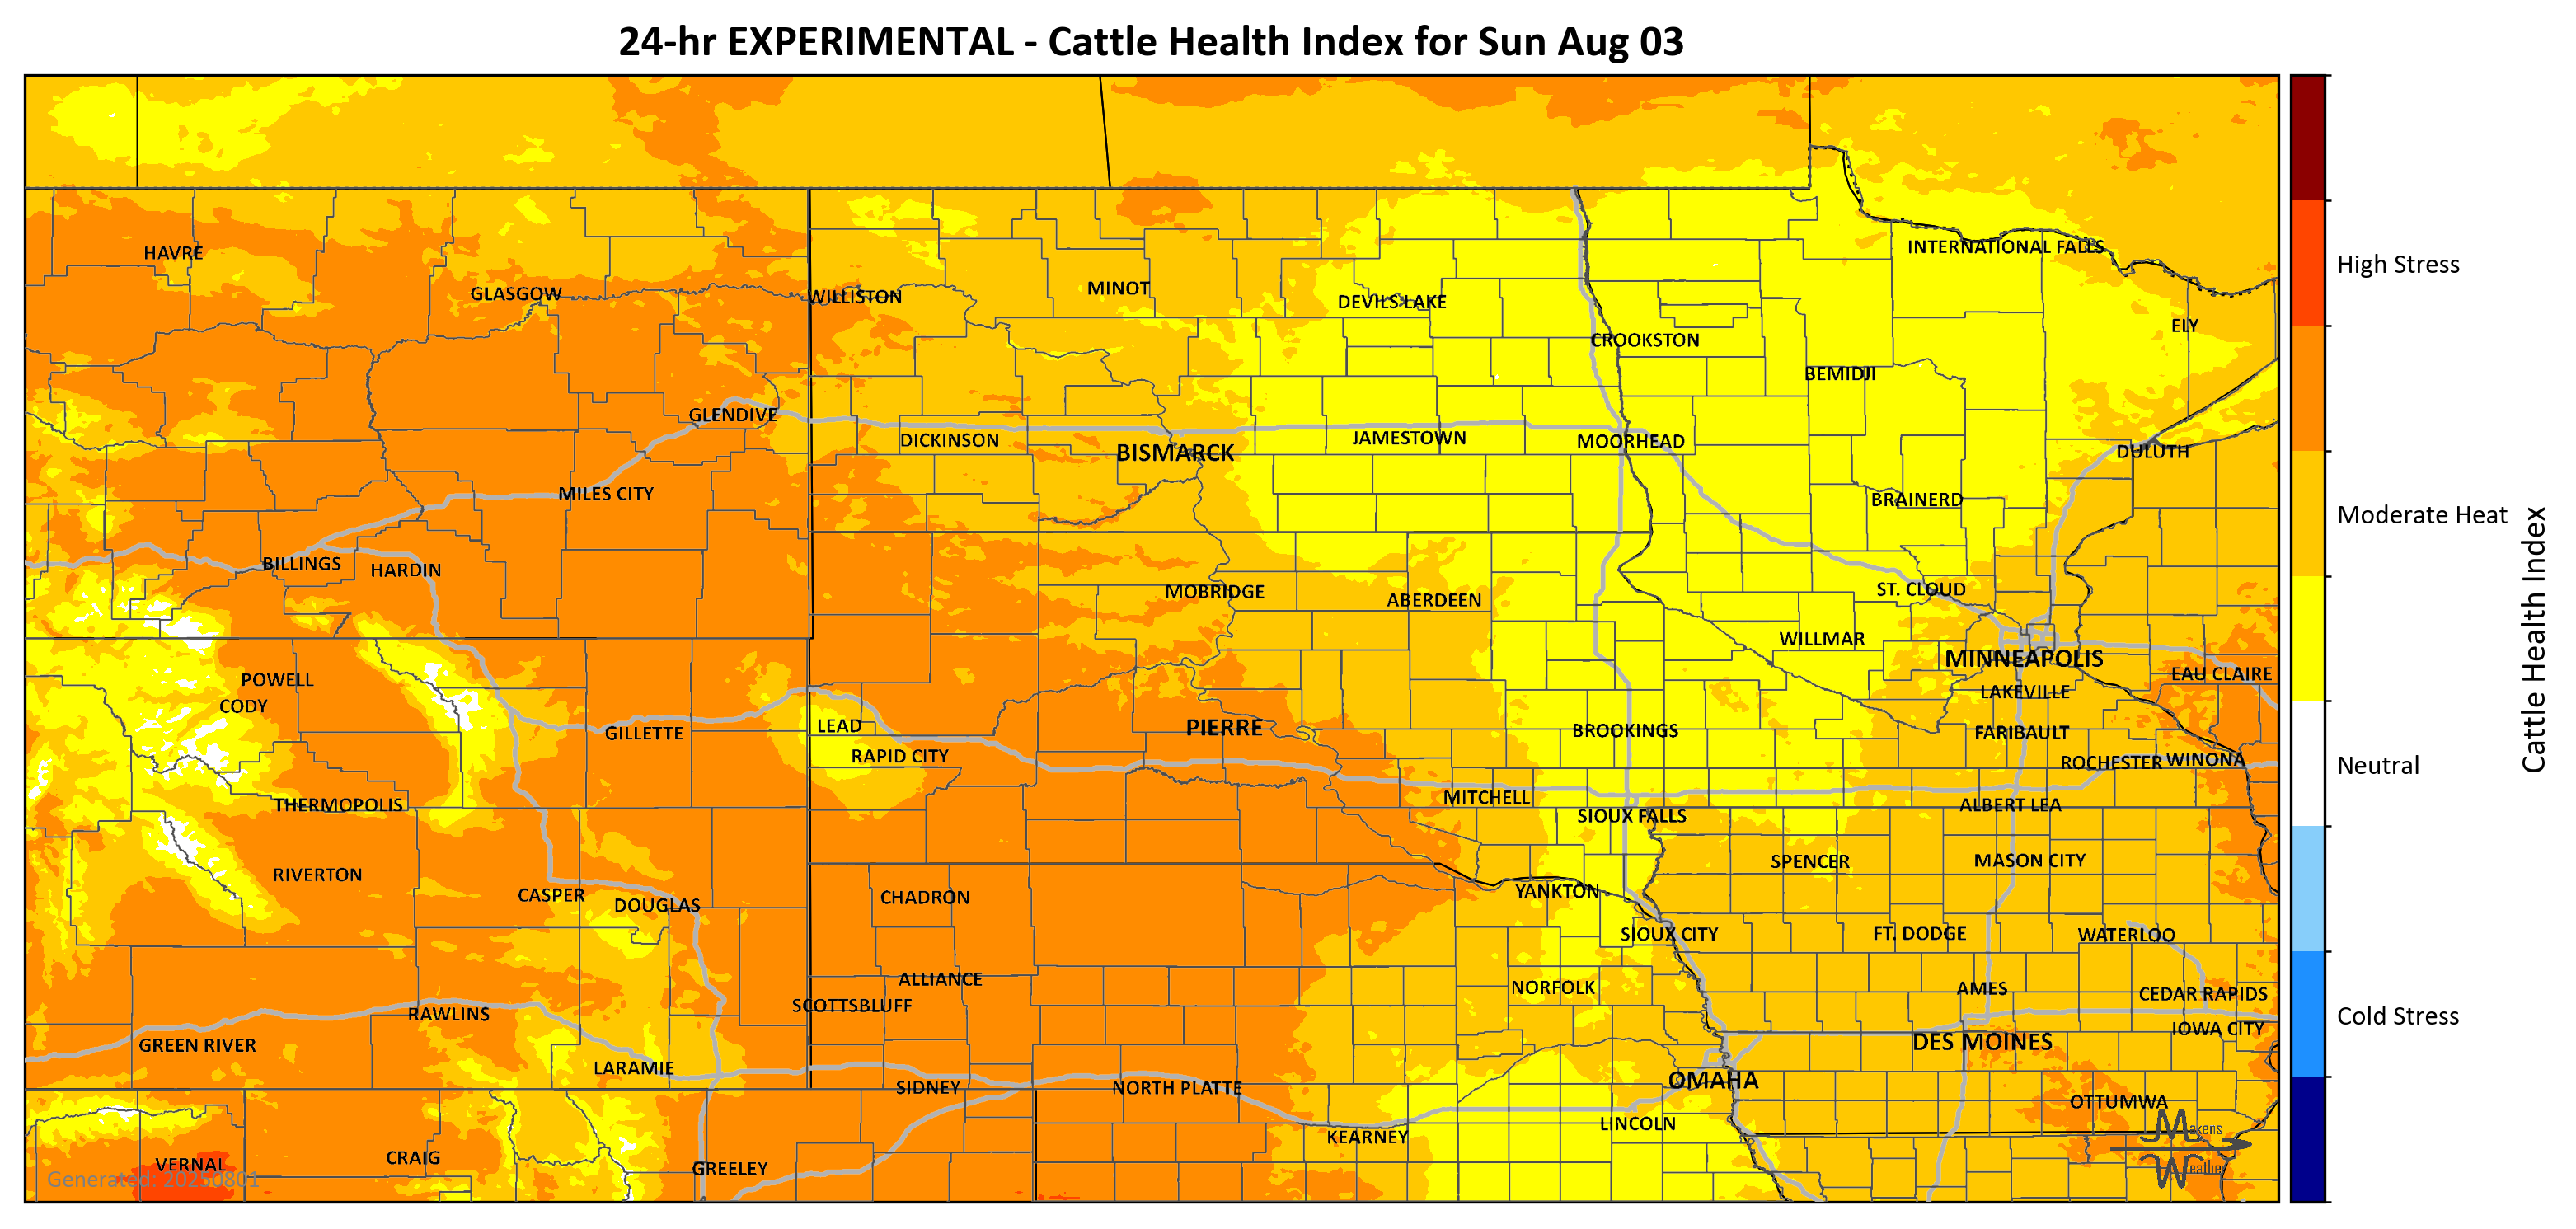 24-hr EXPERIMENTAL - Cattle Health Index for Sun Aug 03
INTERNATIONAL FALLS
HAVRE
GLASGOW
WILLISTON
MINOT
DEVILS LAKE
ELY
CROOKSTON
BEMIDJI
GLENDIVE
DICKINSON
BISMARCK
JAMESTOWN
MOORHEAD
DULUTH
MILES CITY
BRAINERD
BILLINGS
HARDIN
MOBRIDGE
ABERDEEN
ST. CLOUD
WILLMAR
MINNEAPOLIS
POWELL
EAU CLAIRE
CODY
LAKEVILLE
GILLETTE
LEAD
PIERRE
BROOKINGS
FARIBAULT
RAPID CITY
ROCHESTER
WINONA
THERMOPOLIS
MITCHELL
ALBERT LEA
SIOUX FALLS
RIVERTON
SPENCER
MASON CITY
CASPER
DOUGLAS
CHADRON
YANKTON
SIOUX CITY
FT. DODGE
WATERLOO
ALLIANCE
NORFOLK
AMES
CEDAR RAPIDS
SCOTTSBLUFF
RAWLINS
IOWA CITY
GREEN RIVER
DES MOINES
LARAMIE
SIDNEY
NORTH PLATTE
OMAHA
OTTUMWA
KEARNEY
LINCOLN
VERNAL
CRAIG
GREELEY
Generated: 20250801
Makens
Weather
High Stress
Moderate Heat
Neutral
Cold Stress
Cattle Health Index